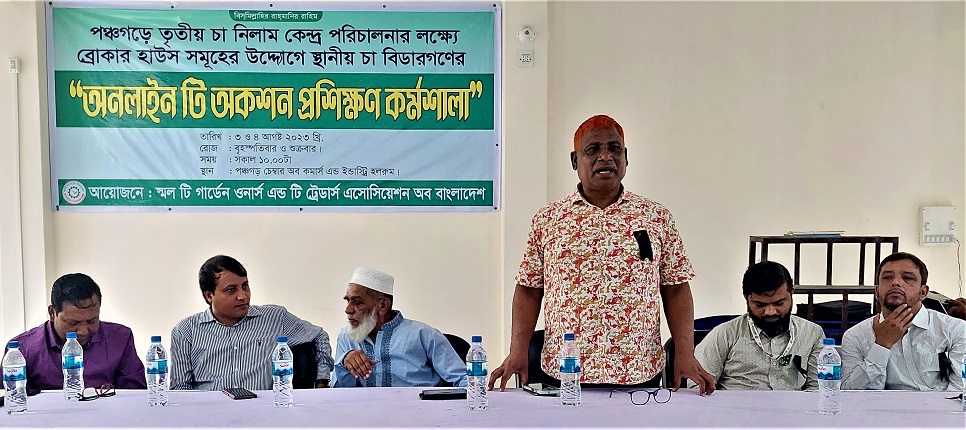 বিসমিল্লাহির রাহমানির রাহিম
পঞ্চগড়ে তৃতীয় চা নিলাম কেন্দ্র পরিচালনার লক্ষ্যে
ব্রোকার হাউস সমূহের উদ্দোগে স্থানীয় চা বিডারগণের
“অনলাইন টি অকশন প্রশিক্ষণ কর্মশালা”
তারিখ : ৩ ও ৪ আগষ্ট ২০২৩ খ্রি.
রোজ : বৃহস্পতিবার ও শুক্রবার।
সময় : সকাল ১০.০০টা
স্থান : পঞ্চগড় চেম্বার অব কমার্স এন্ড ইন্ডাস্ট্রি হলরুম।
আয়োজনে : স্মল টি গার্ডেন ওনার্স এন্ড টি ট্রেডার্স এসোসিয়েশন অব বাংলাদেশ